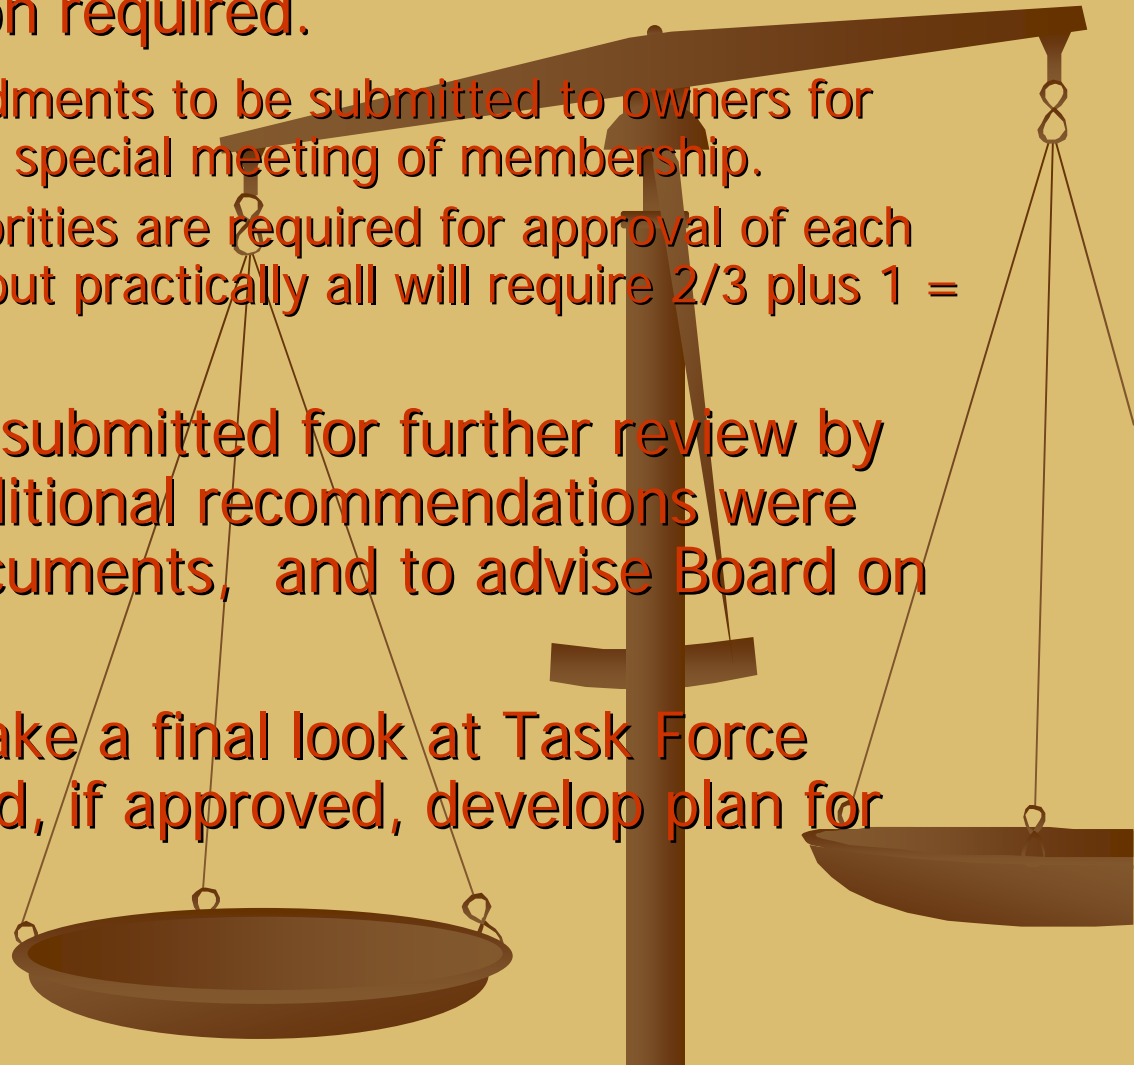 on required.
dments to be submitted to owners for
special meeting of membership.
orities are required for approval of each
but practically all will require 2/3 plus 1 =
submitted for further review by
ditional recommendations were
cuments, and to advise Board on
ake a final look at Task Force
d, if approved, develop plan for